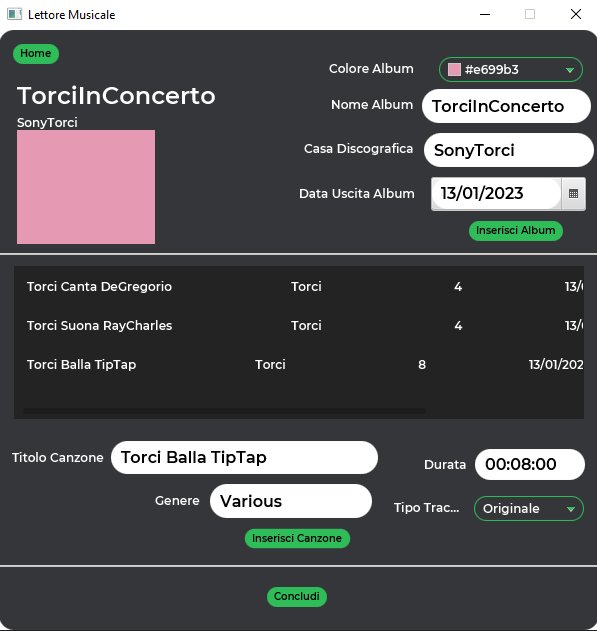 Lettore Musicale
Home
Colore Album #e699b3
TorciInConcerto
Nome Album TorciInConcerto
SonyTorci
Casa Discografica SonyTorci
Data Uscita Album 13/01/2023
Inserisci Album
Torci Canta DeGregorio Torci 4 13/0
Torci Suona RayCharles Torci 4 13/0
Torci Balla TipTap Torci 8 13/01/202
Titolo Canzone Torci Balla TipTap
Durata 00:08:00
Genere Various
Tipo Trac... Originale
Inserisci Canzone
Concludi